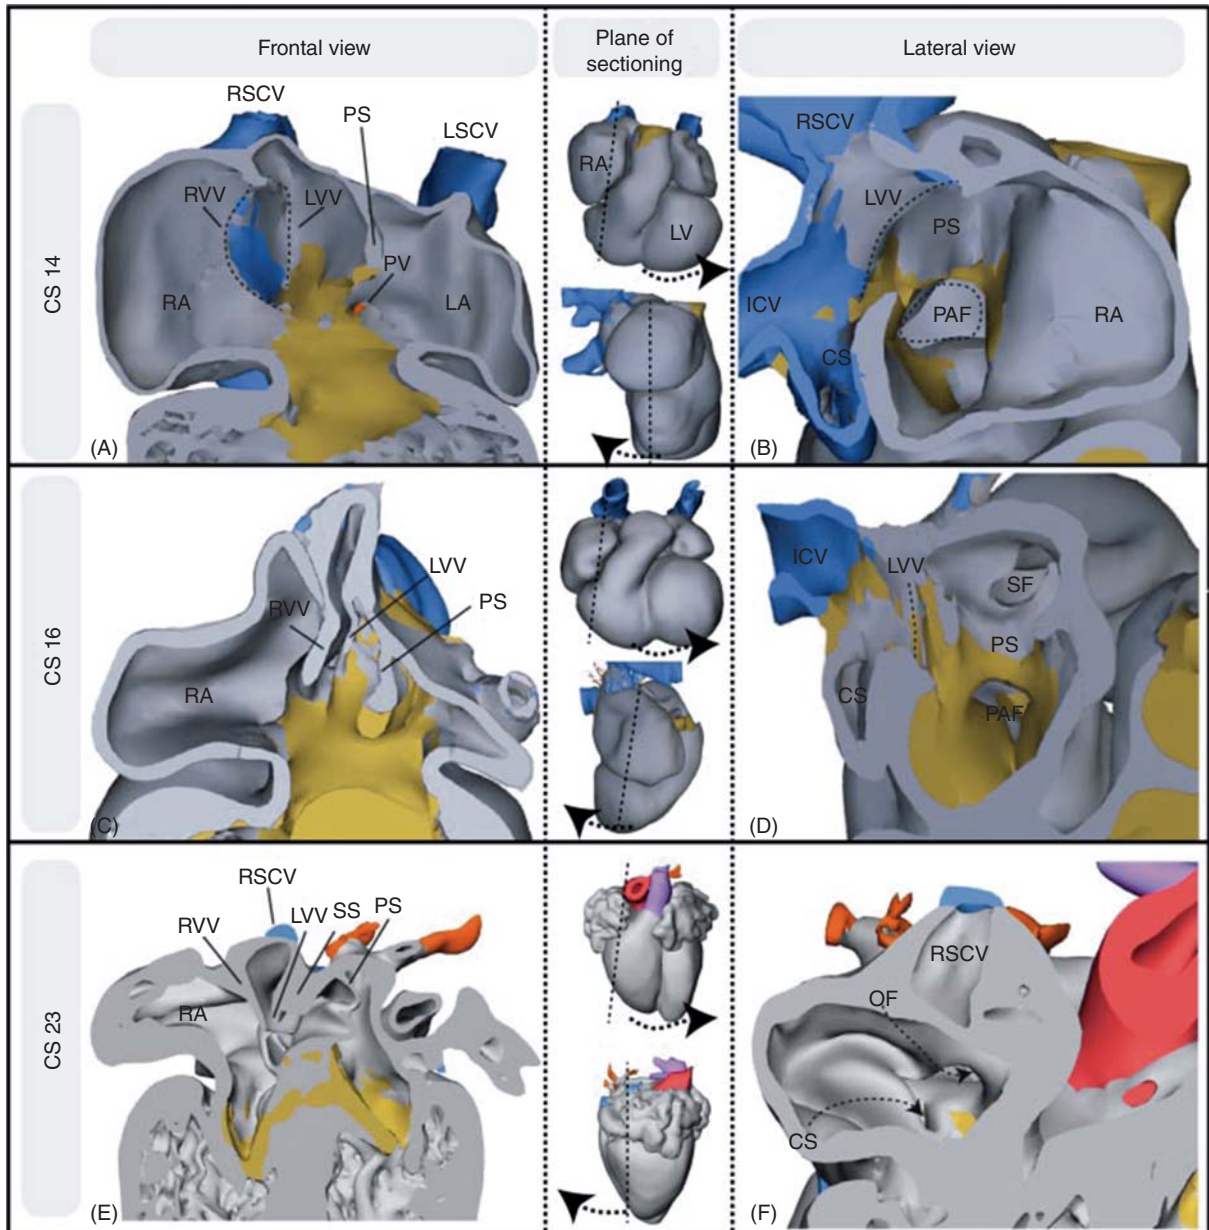 Frontal view
Plane of
sectioning
Lateral view
CS 14
RSCV
PS
LSCV
RVV
LVV
PV
RA
LA
(A)
RA
LV
RSCV
LVV
PS
ICV
PAF
RA
CS
(B)
CS 16
LVV
PS
RVV
RA
(C)
ICV
LVV
SF
PS
CS
PAF
(D)
CS 23
RSCV
RVV
LVV
SS
PS
RA
(E)
RSCV
OF
CS
(F)